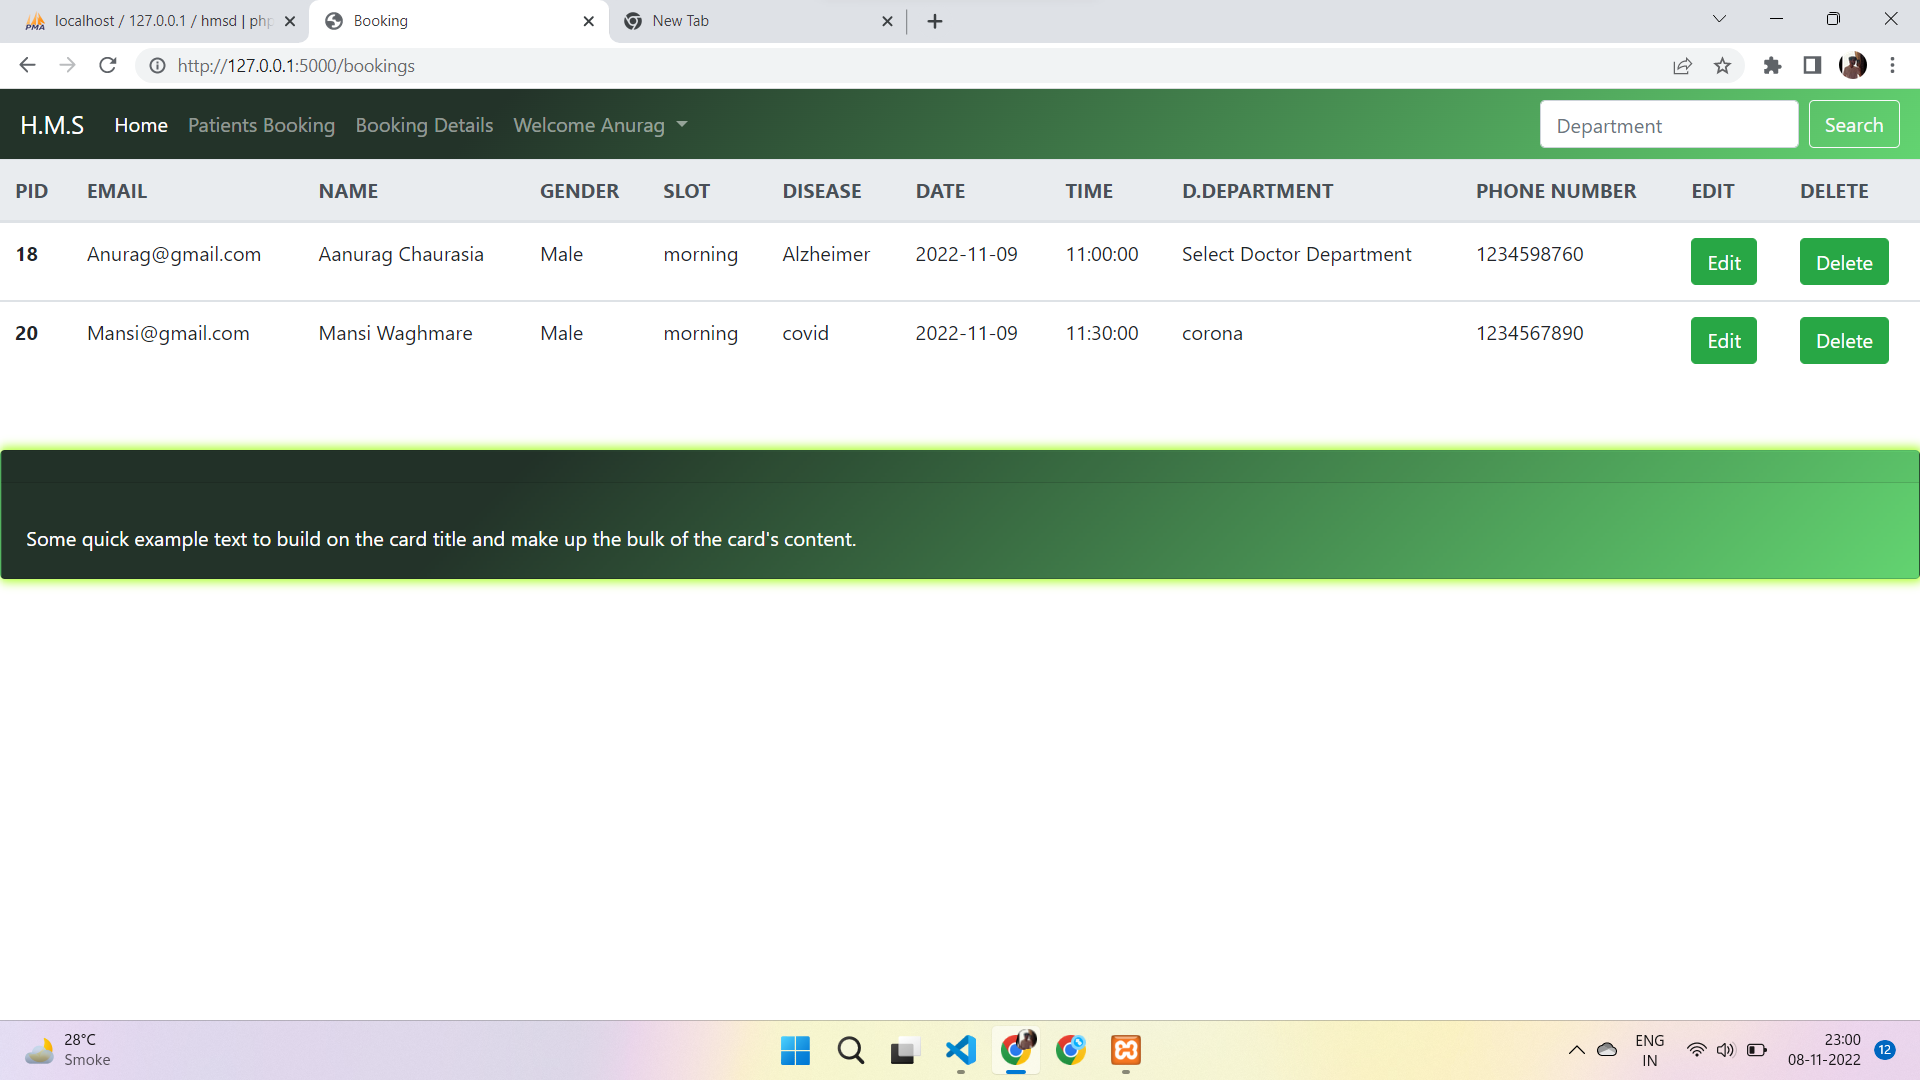 localhost / 127.0.0.1 / hmsd | php
Booking
New Tab
http://127.0.0.1:5000/bookings
H.M.S Home Patients Booking Booking Details Welcome Anurag Department Search
PID EMAIL NAME GENDER SLOT DISEASE DATE TIME D.DEPARTMENT PHONE NUMBER EDIT DELETE
18 Anurag@gmail.com Aanurag Chaurasia Male morning Alzheimer 2022-11-09 11:00:00 Select Doctor Department 1234598760 Edit Delete
20 Mansi@gmail.com Mansi Waghmare Male morning covid 2022-11-09 11:30:00 corona 1234567890 Edit Delete
Some quick example text to build on the card title and make up the bulk of the card's content.
28°C
Smoke
ENG
IN
23:00
08-11-2022
12
PMA